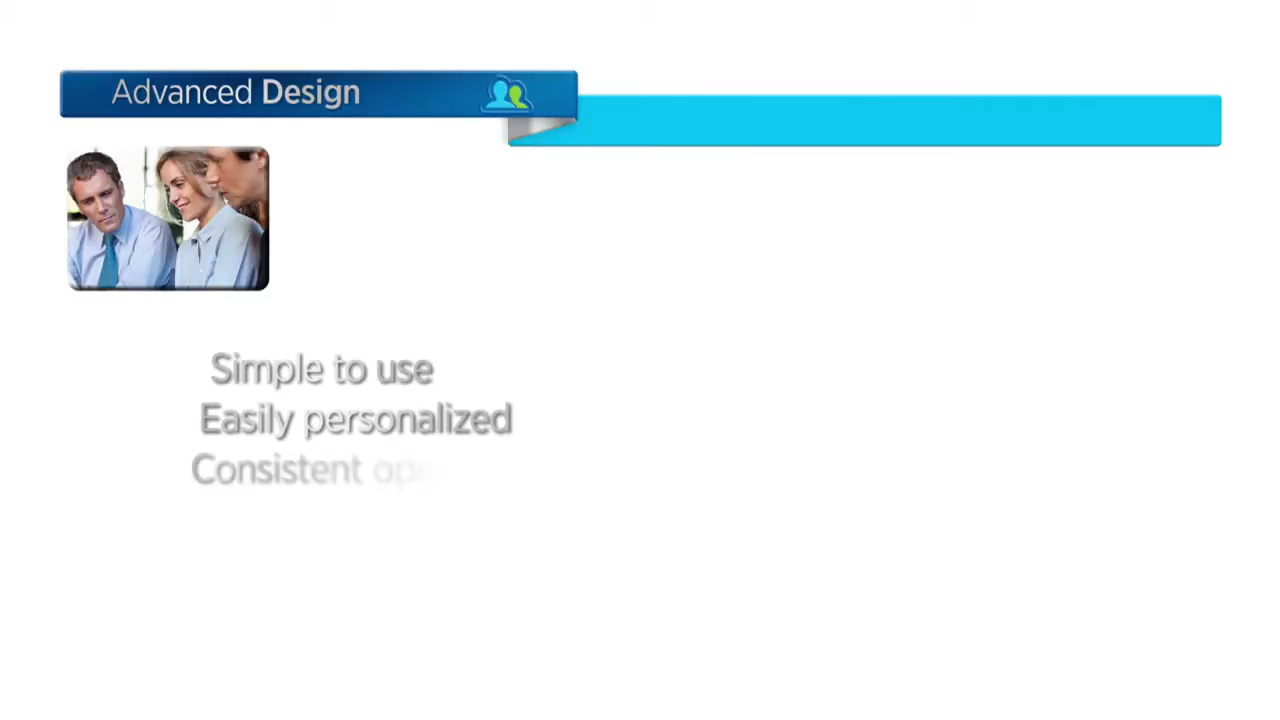 Advanced Design
Simple to use
Easily personalized
Consistent